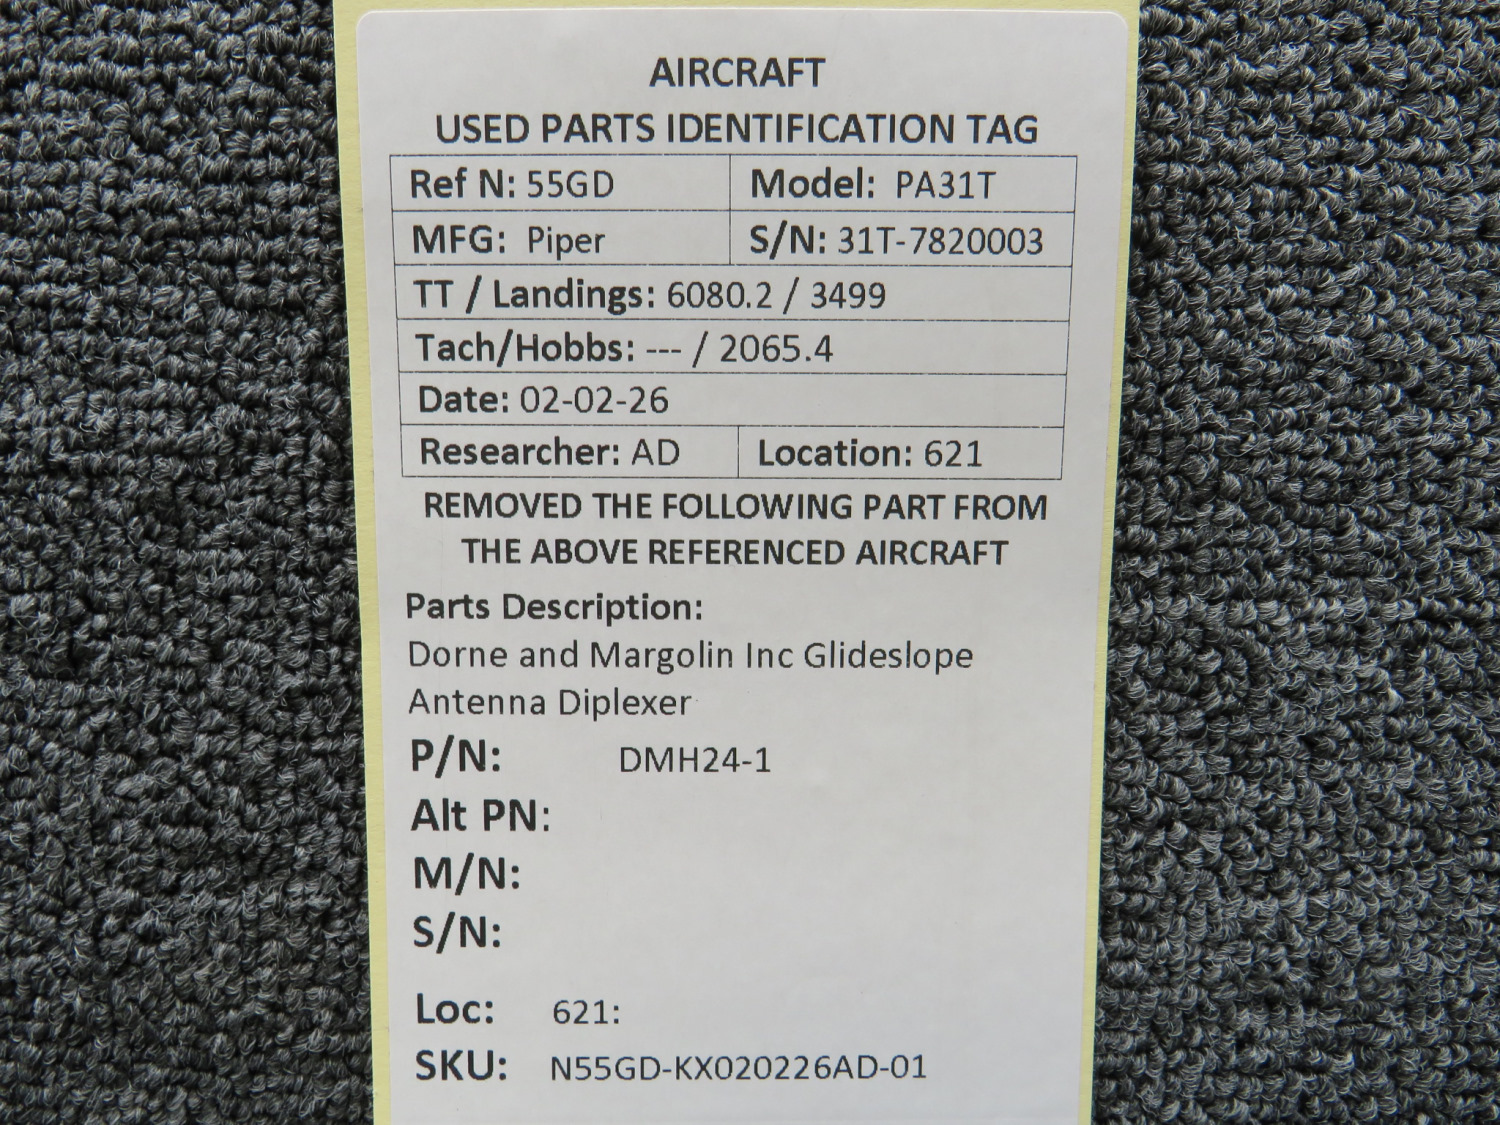 AIRCRAFT
USED PARTS IDENTIFICATION TAG
Ref N: 55GD Model: PA31T
MFG: Piper S/N: 31T-7820003
TT / Landings: 6080.2 / 3499
Tach/Hobbs: --- / 2065.4
Date: 02-02-26
Researcher: AD Location: 621
REMOVED THE FOLLOWING PART FROM
THE ABOVE REFERENCED AIRCRAFT
Parts Description:
Dorne and Margolin Inc Glideslope
Antenna Diplexer
P/N: DMH24-1
Alt PN:
M/N:
S/N:
Loc: 621:
SKU: N55GD-KX020226AD-01